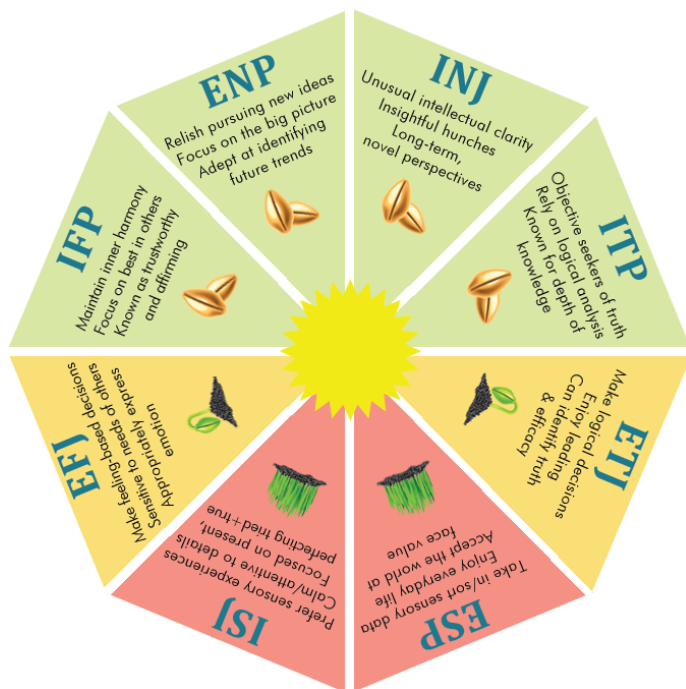 ENP
Relish pursuing new ideas
Focus on the big picture
Adept at identifying
future trends
INJ
Unusual intellectual clarity
Insightful hunches
Long-term,
novel perspectives
ITP
Objective seekers of truth
Rely on logical analysis
Known for depth of
knowledge
ETJ
Make logical decisions
Enjoy leading
Can identify truth
& efficacy
ESP
Take in/sort sensory data
Enjoy everyday life
Accept the world at
face value
ISJ
Prefer sensory experiences
Calm/attentive to details
Focused on present,
perfecting tried+true
EFJ
Make feeling-based decisions
Sensitive to needs of others
Appropriately express
emotion
IFP
Maintain inner harmony
Focus on best in others
Known as trustworthy
and affirming